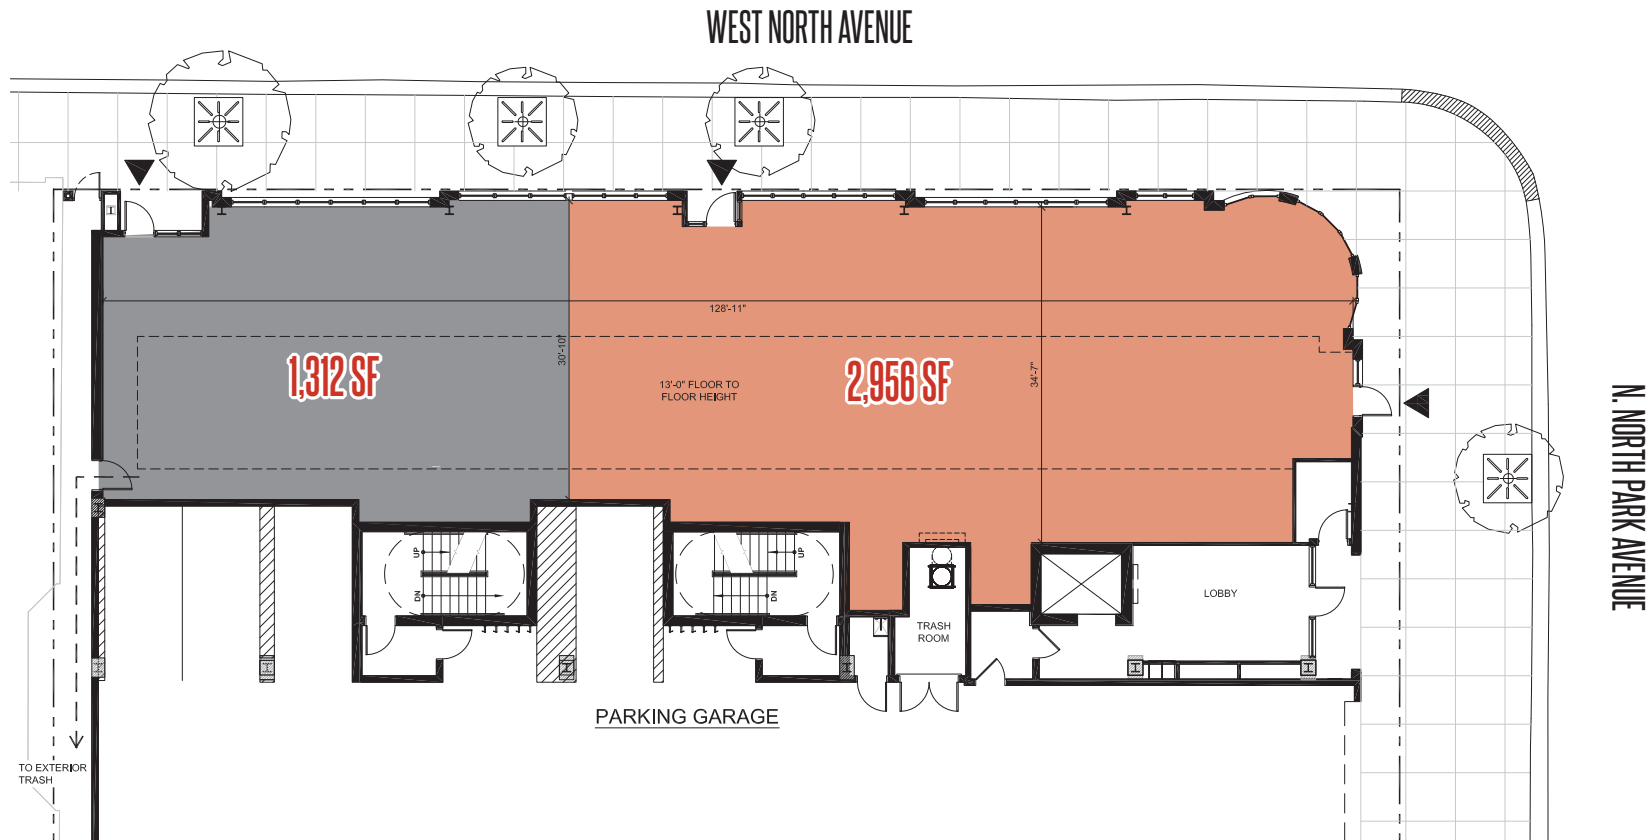 WEST NORTH AVENUE
128'-11"
30'-10"
1,312 SF
13'-0" FLOOR TO
FLOOR HEIGHT
2,956 SF
34'-7"
N. NORTH PARK AVENUE
UP
DN
UP
DN
LOBBY
TRASH
ROOM
PARKING GARAGE
TO EXTERIOR
TRASH